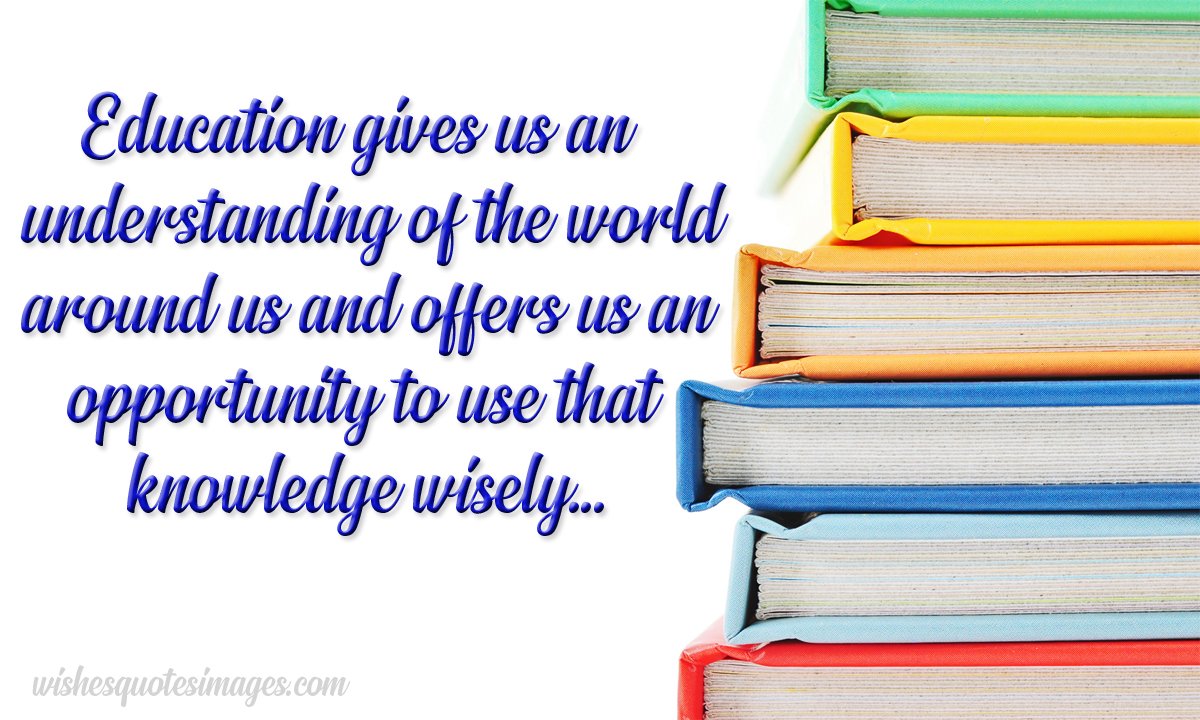 Education gives us an
understanding of the world
around us and offers us an
opportunity to use that
knowledge wisely...
wishesquotesimages.com